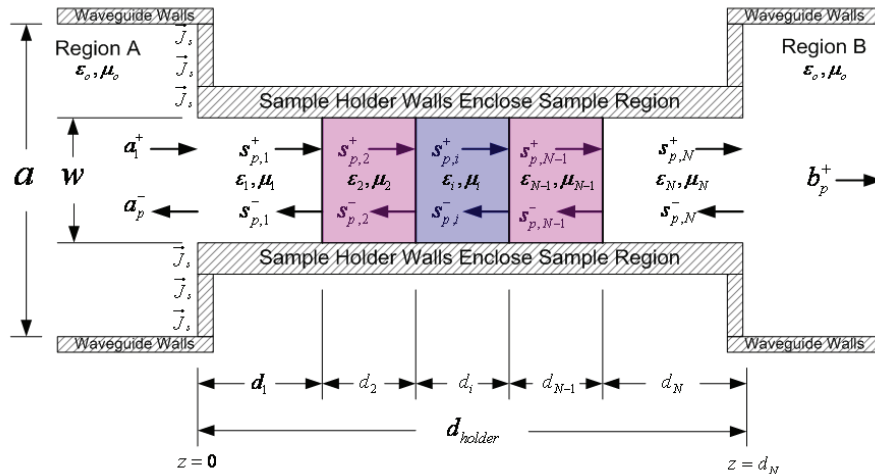 Waveguide Walls
Waveguide Walls
Region A
ε_o, μ_o
J_s
J_s
J_s
Region B
ε_o, μ_o
Sample Holder Walls Enclose Sample Region
a
w
a_1^+
a_p^-
s_{p,1}^+
ε_1, μ_1
s_{p,1}^-
s_{p,2}^+
ε_2, μ_2
s_{p,2}^-
s_{p,i}^+
ε_i, μ_i
s_{p,i}^-
s_{p,N-1}^+
ε_{N-1}, μ_{N-1}
s_{p,N-1}^-
s_{p,N}^+
ε_N, μ_N
s_{p,N}^-
b_p^+
Sample Holder Walls Enclose Sample Region
J_s
J_s
J_s
Waveguide Walls
Waveguide Walls
d_1
d_2
d_i
d_{N-1}
d_N
d_{holder}
z = 0
z = d_N